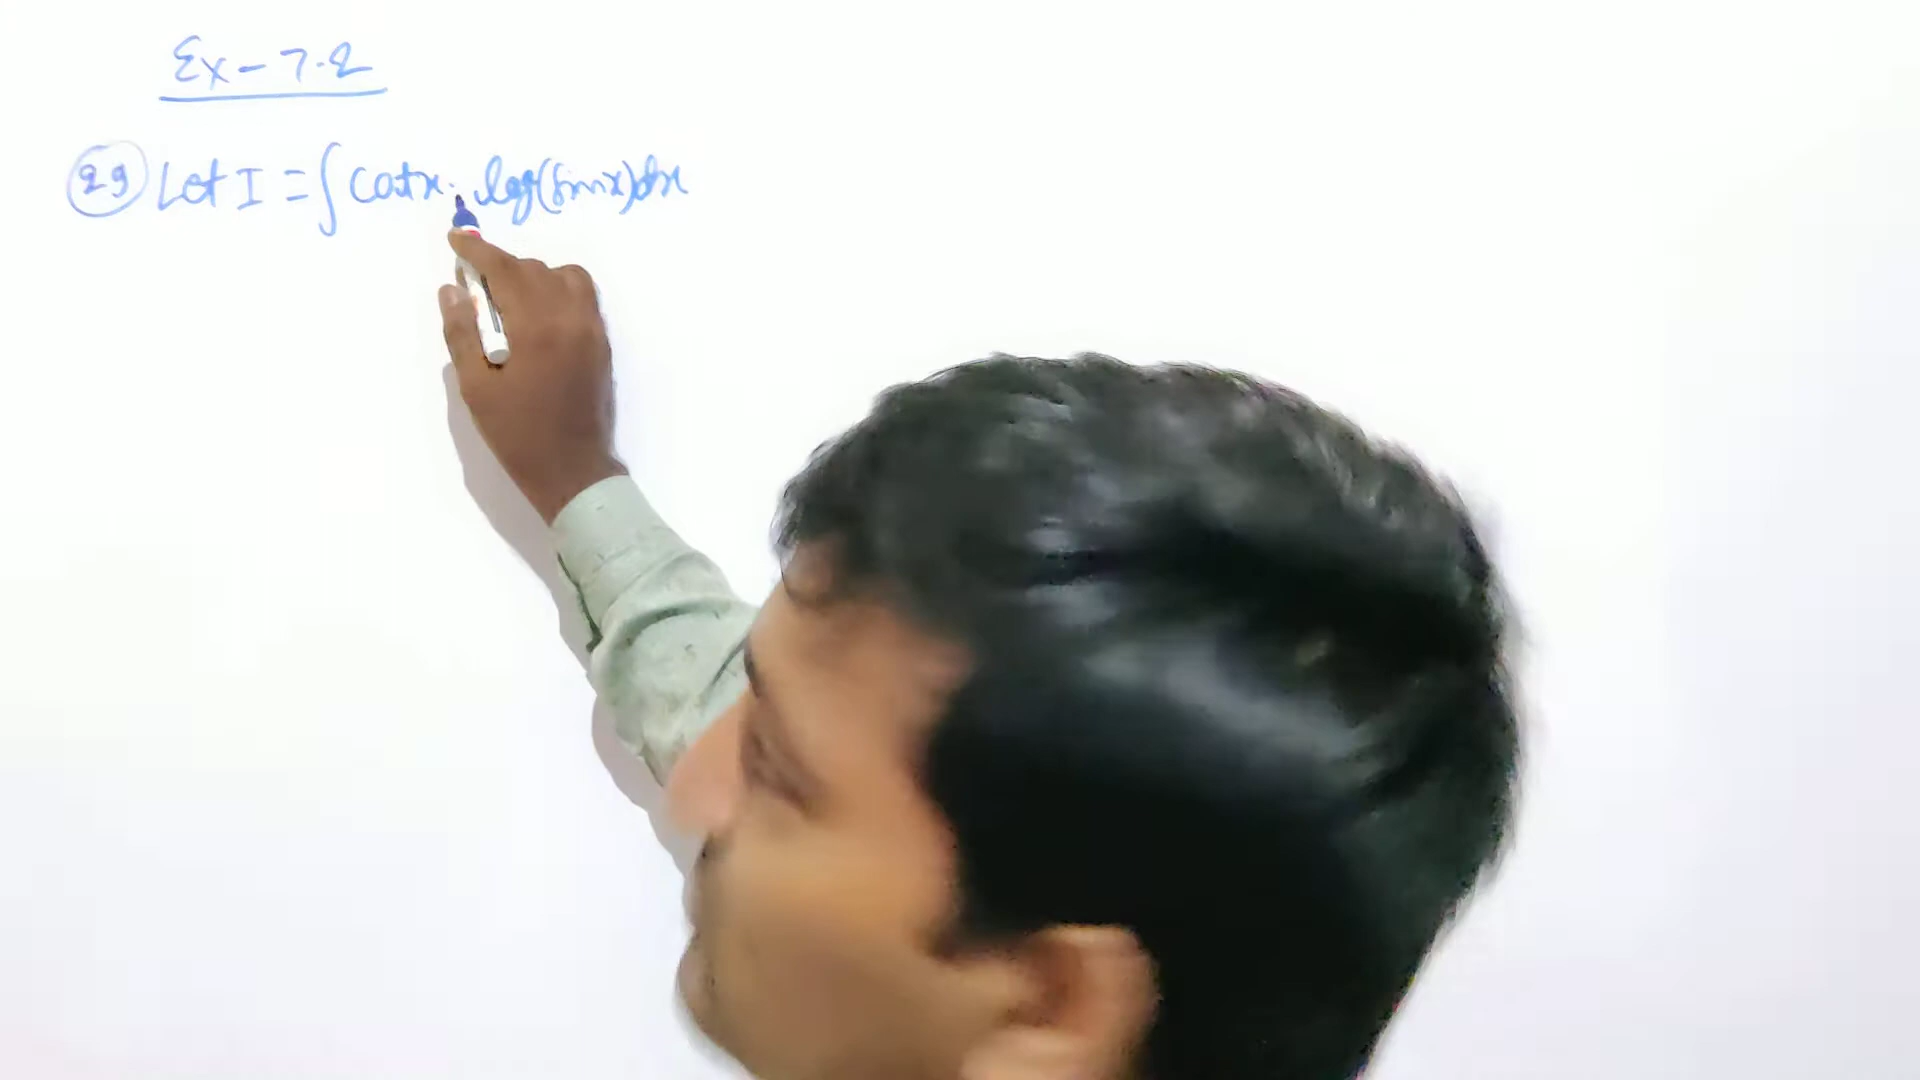 Ex - 7.2
29 Let I = ∫ cotx . log(sinx)dx